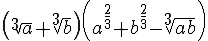 (∛a + ∛b)(a^{2/3} + b^{2/3} − ∛ab)